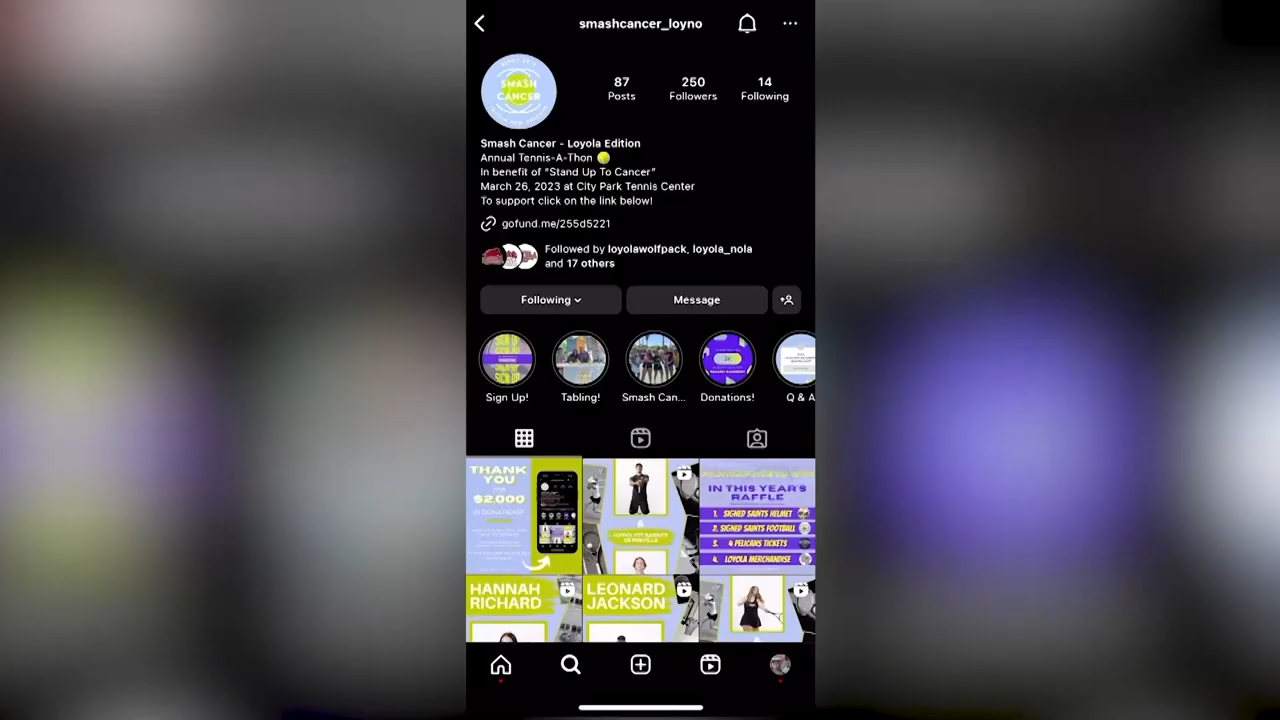 smashcancer_loyno
SMASH
CANCER
87
Posts
250
Followers
14
Following
Smash Cancer - Loyola Edition
Annual Tennis-A-Thon
In benefit of “Stand Up To Cancer”
March 26, 2023 at City Park Tennis Center
To support click on the link below!
gofund.me/255d5221
Followed by loyolawolfpack, loyola_nola
and 17 others
Following
Message
Sign Up!
Tabling!
Smash Can...
Donations!
Q & A
THANK
YOU
$2,000
IN DONATIONS!
IN THIS YEAR'S
RAFFLE
1. SIGNED SAINTS HELMET
2. SIGNED SAINTS FOOTBALL
3. 4 PELICANS TICKETS
4. LOYOLA MERCHANDISE
HANNAH
RICHARD
LEONARD
JACKSON